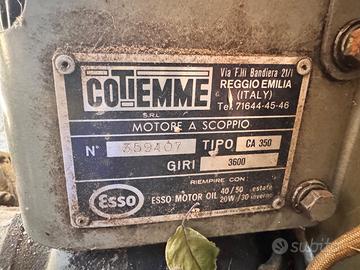 COTIEMME
S.R.L.
Via F.lli Bandiera 21/1
REGGIO EMILIA
(ITALY)
Tel. 71644-45-46
MOTORE A SCOPPIO
N° 359407 TIPO CA 350
GIRI 3600
RIEMPIRE CON:
Esso
ESSO MOTOR OIL 40/50 estate
20W/30 inverno
subito